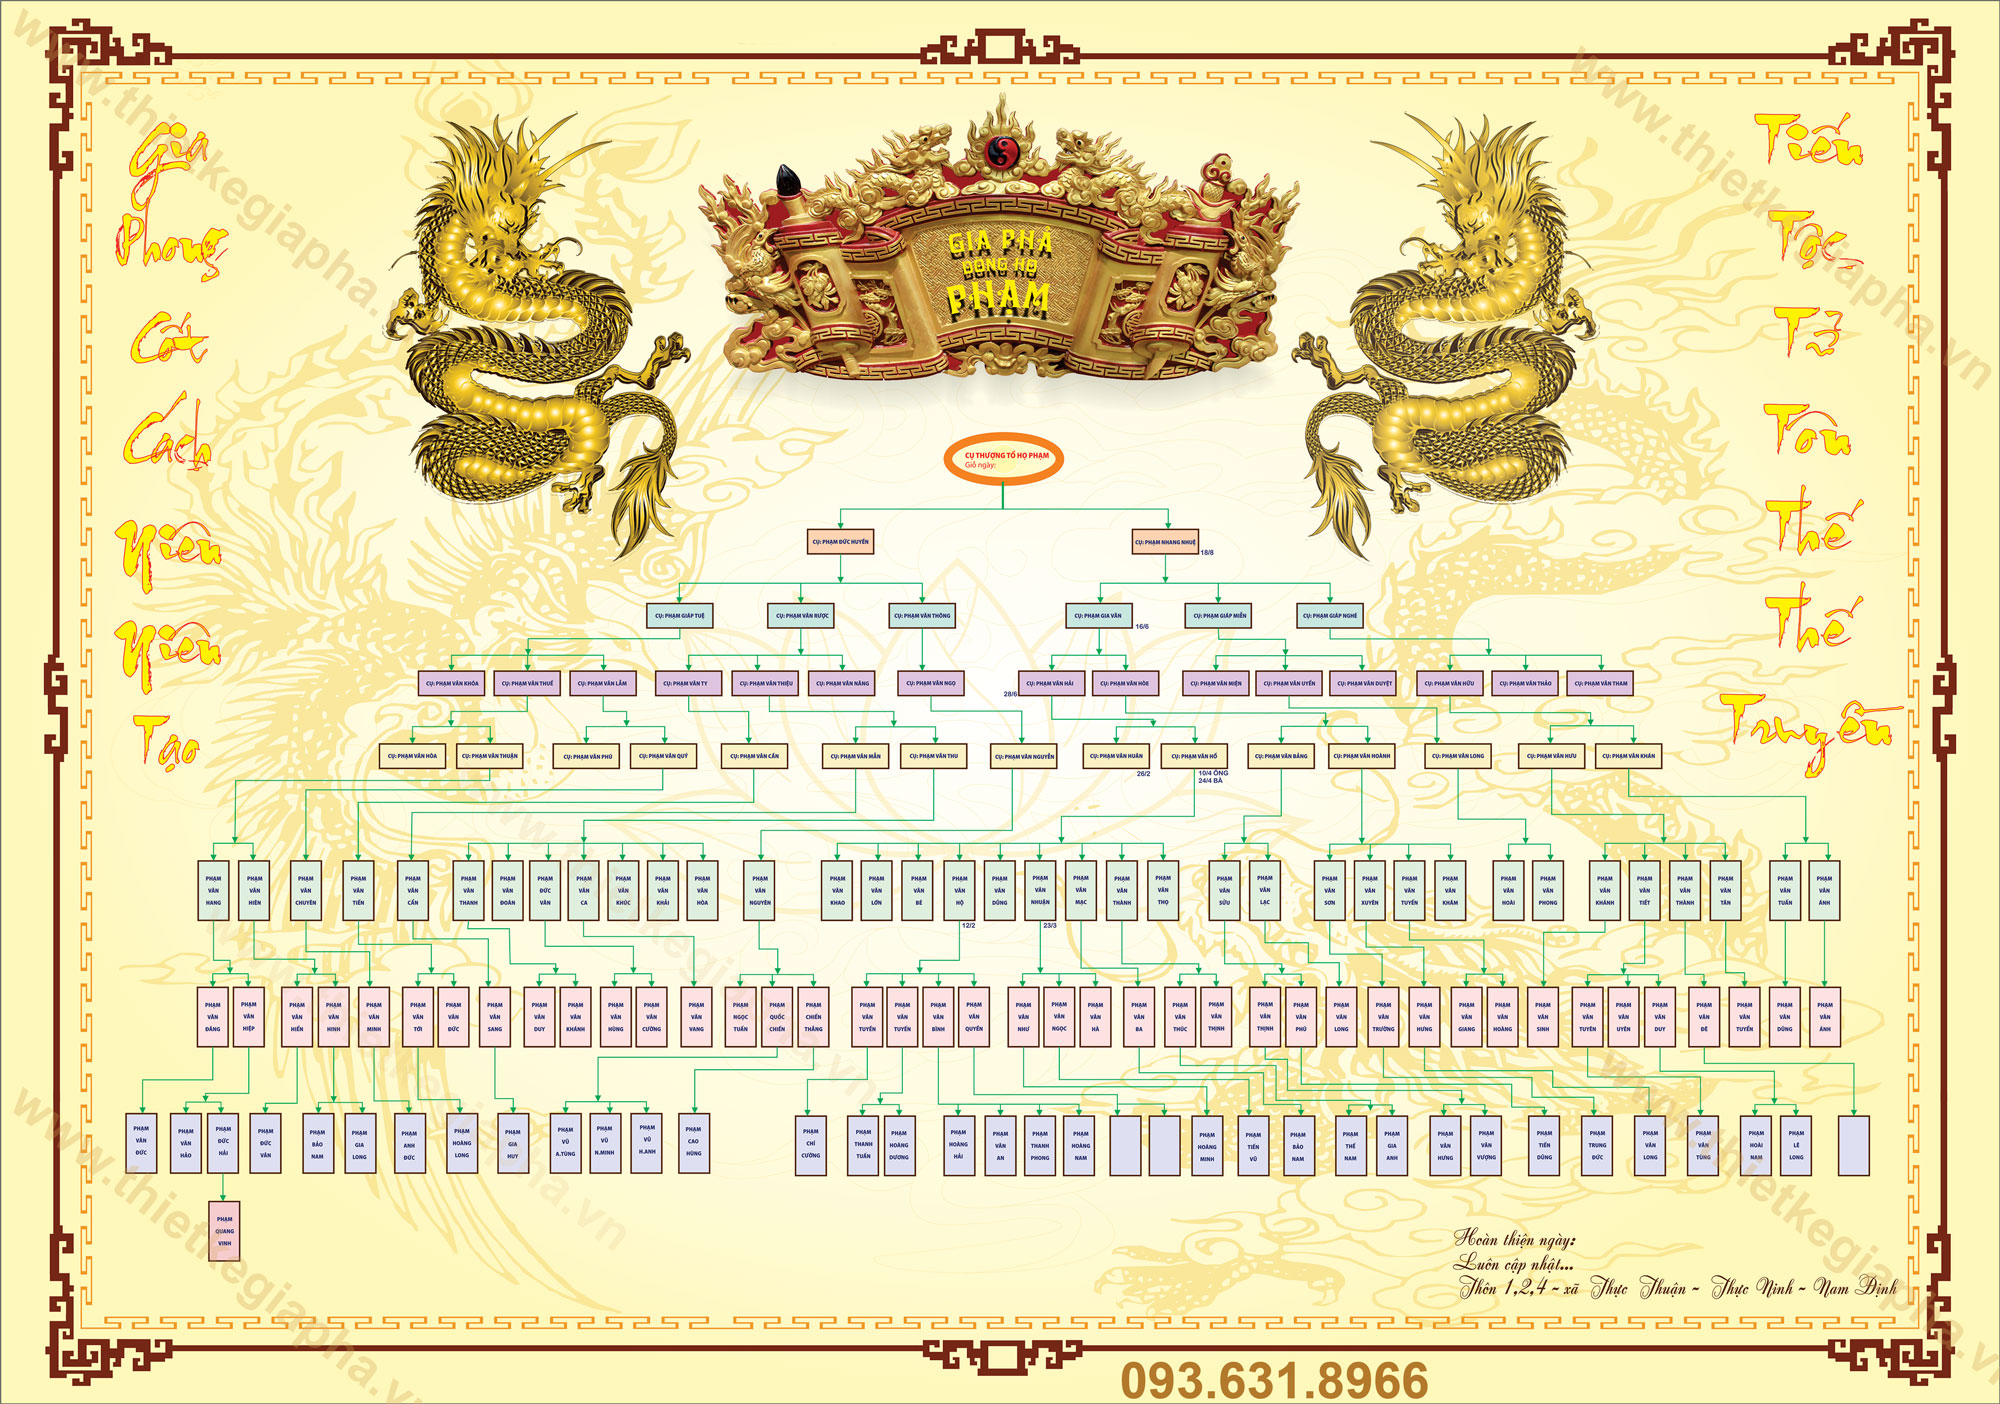 www.thietkegiapha.vn
www.thietkegiapha.vn
Gia
Phong
Cốt
Cách
Niên
Niên
Tạo
GIA PHẢ
DÒNG HỌ
PHẠM
Tiến
Tộc
Tử
Tôn
Thế
Thế
Truyền
CỤ THƯỢNG TỔ HỌ PHẠM
Giỗ ngày:
CỤ: PHẠM ĐỨC HUYẾN
CỤ: PHẠM NHANG NHUỆ
18/8
CỤ: PHẠM GIÁP TUỆ
CỤ: PHẠM VĂN RƯỢC
CỤ: PHẠM VĂN THÔNG
CỤ: PHẠM GIA VĂN
16/6
CỤ: PHẠM GIÁP MIỄN
CỤ: PHẠM GIÁP NGHÊ
CỤ: PHẠM VĂN KHÓA
CỤ: PHẠM VĂN THUẾ
CỤ: PHẠM VĂN LẪM
CỤ: PHẠM VĂN TY
CỤ: PHẠM VĂN THIỆU
CỤ: PHẠM VĂN NĂNG
CỤ: PHẠM VĂN NGỌ
28/6
CỤ: PHẠM VĂN HẢI
CỤ: PHẠM VĂN HÒE
CỤ: PHẠM VĂN MIỆN
CỤ: PHẠM VĂN UYỂN
CỤ: PHẠM VĂN DUYỆT
CỤ: PHẠM VĂN HỮU
CỤ: PHẠM VĂN THẢO
CỤ: PHẠM VĂN THAM
CỤ: PHẠM VĂN HÒA
CỤ: PHẠM VĂN THUẬN
CỤ: PHẠM VĂN PHÚ
CỤ: PHẠM VĂN QUÝ
CỤ: PHẠM VĂN CẦN
CỤ: PHẠM VĂN MẪN
CỤ: PHẠM VĂN THU
CỤ: PHẠM VĂN NGUYÊN
CỤ: PHẠM VĂN HUÂN
26/2
CỤ: PHẠM VĂN HỔ
10/4 ÔNG
24/4 BÀ
CỤ: PHẠM VĂN BẢNG
CỤ: PHẠM VĂN HOÀNH
CỤ: PHẠM VĂN LONG
CỤ: PHẠM VĂN HƯU
CỤ: PHẠM VĂN KHÁN
PHẠM VĂN HANG
PHẠM VĂN HIÊN
PHẠM VĂN CHUYÊN
PHẠM VĂN TIẾN
PHẠM VĂN CẨN
PHẠM VĂN THANH
PHẠM VĂN ĐOÀN
PHẠM ĐỨC VĂN
PHẠM VĂN CA
PHẠM VĂN KHÚC
PHẠM VĂN KHẢI
PHẠM VĂN HÒA
PHẠM VĂN NGUYÊN
PHẠM VĂN KHAO
PHẠM VĂN LỚN
PHẠM VĂN BÉ
PHẠM VĂN HỘ
12/2
PHẠM VĂN DŨNG
PHẠM VĂN NHUẬN
23/3
PHẠM VĂN MẠC
PHẠM VĂN THÀNH
PHẠM VĂN THỌ
PHẠM VĂN SỬU
PHẠM VĂN LẠC
PHẠM VĂN SƠN
PHẠM VĂN XUYÊN
PHẠM VĂN TUYẾN
PHẠM VĂN KHÂM
PHẠM VĂN HOÀI
PHẠM VĂN PHONG
PHẠM VĂN KHÁNH
PHẠM VĂN TIẾT
PHẠM VĂN THÀNH
PHẠM VĂN TÂN
PHẠM VĂN TUẤN
PHẠM VĂN ÁNH
PHẠM VĂN ĐẢNG
PHẠM VĂN HIỆP
PHẠM VĂN HIỂN
PHẠM VĂN HINH
PHẠM VĂN MINH
PHẠM VĂN TỚI
PHẠM VĂN ĐỨC
PHẠM VĂN SANG
PHẠM VĂN DUY
PHẠM VĂN KHÁNH
PHẠM VĂN HÙNG
PHẠM VĂN CƯỜNG
PHẠM VĂN VANG
PHẠM NGỌC TUẤN
PHẠM QUỐC CHIẾN
PHẠM CHIẾN THẮNG
PHẠM VĂN TUYẾN
PHẠM VĂN TUYẾN
PHẠM VĂN BÌNH
PHẠM VĂN QUYỀN
PHẠM VĂN NHƯ
PHẠM VĂN NGỌC
PHẠM VĂN HÀ
PHẠM VĂN BA
PHẠM VĂN THÚC
PHẠM VĂN THỊNH
PHẠM VĂN THỊNH
PHẠM VĂN PHÚ
PHẠM VĂN LONG
PHẠM VĂN TRƯỜNG
PHẠM VĂN HƯNG
PHẠM VĂN GIANG
PHẠM VĂN HOÀNG
PHẠM VĂN SINH
PHẠM VĂN TUYÊN
PHẠM VĂN UYÊN
PHẠM VĂN DUY
PHẠM VĂN ĐÊ
PHẠM VĂN TUYẾN
PHẠM VĂN DŨNG
PHẠM VĂN ÁNH
PHẠM VĂN ĐỨC
PHẠM VĂN HẢO
PHẠM ĐỨC HẢI
PHẠM ĐỨC VĂN
PHẠM BẢO NAM
PHẠM GIA LONG
PHẠM ANH ĐỨC
PHẠM HOÀNG LONG
PHẠM GIA HUY
PHẠM VŨ A.TÙNG
PHẠM VŨ N.MINH
PHẠM VŨ H.ANH
PHẠM CAO HÙNG
PHẠM CHÍ CƯỜNG
PHẠM THANH TUẤN
PHẠM HOÀNG DƯƠNG
PHẠM HOÀNG HẢI
PHẠM VĂN AN
PHẠM THANH PHONG
PHẠM HOÀNG NAM
PHẠM HOÀNG MINH
PHẠM TIẾN VŨ
PHẠM BẢO NAM
PHẠM THẾ NAM
PHẠM GIA ANH
PHẠM VĂN HƯNG
PHẠM VĂN VƯỢNG
PHẠM TIẾN DŨNG
PHẠM TRUNG ĐỨC
PHẠM VĂN LONG
PHẠM VĂN TÙNG
PHẠM HOÀI NAM
PHẠM LÊ LONG
PHẠM QUANG VINH
Hoàn thiện ngày:
Luôn cập nhật...
Thôn 1,2,4 - xã Thực Thuận - Thực Ninh - Nam Định
093.631.8966